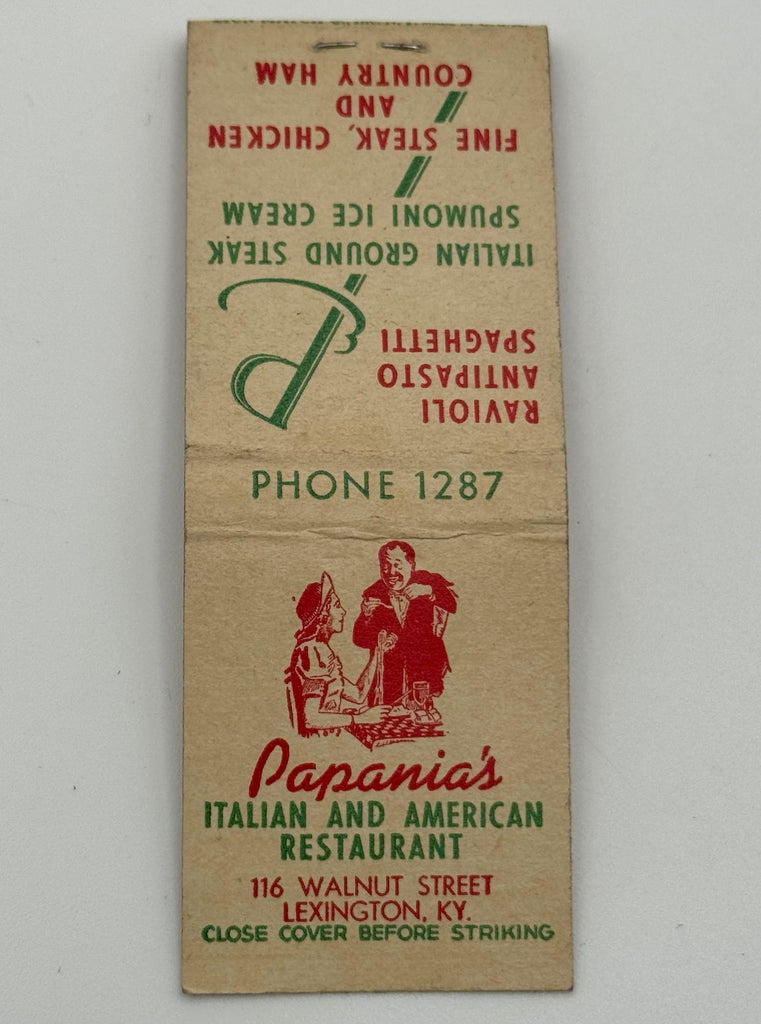 COUNTRY HAM
AND
FINE STEAK, CHICKEN
SPUMONI ICE CREAM
ITALIAN GROUND STEAK
P
SPAGHETTI
ANTIPASTO
RAVIOLI
PHONE 1287
Papania's
ITALIAN AND AMERICAN
RESTAURANT
116 WALNUT STREET
LEXINGTON, KY.
CLOSE COVER BEFORE STRIKING